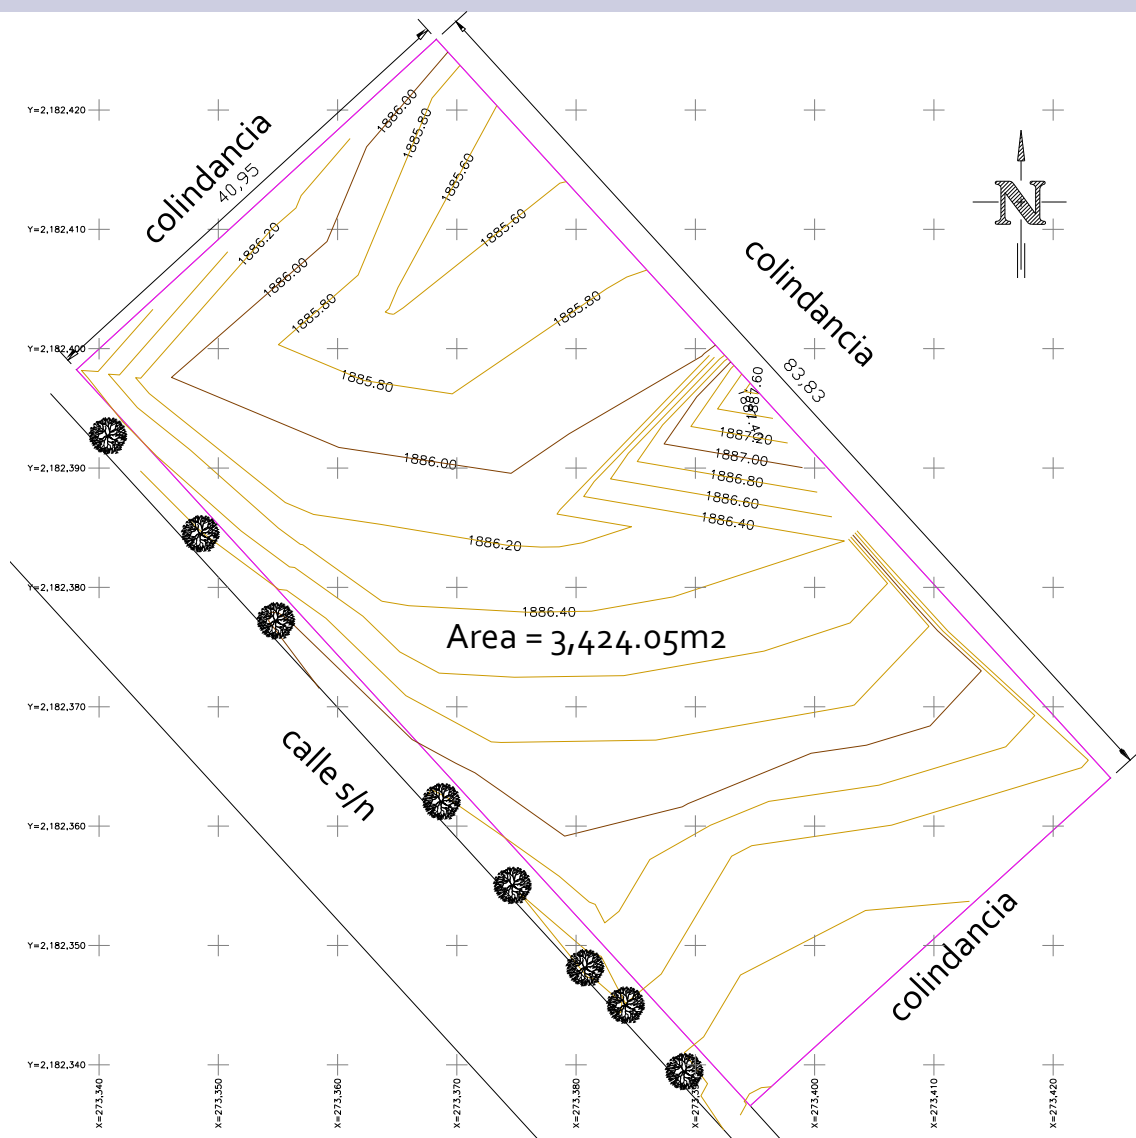 Y=2,182,420
Y=2,182,410
Y=2,182,400
Y=2,182,390
Y=2,182,380
Y=2,182,370
Y=2,182,360
Y=2,182,350
Y=2,182,340
x=273,340
x=273,350
x=273,360
x=273,370
x=273,380
x=273,390
x=273,400
x=273,410
x=273,420
colindancia
40,95
N
colindancia
83,83
1886.00
1885.80
1885.60
1885.60
1886.20
1886.00
1885.80
1885.80
1885.80
1886.00
1887.20
1887.00
1886.80
1886.60
1886.40
1886.20
1886.40
Area = 3,424.05m2
calle s/n
colindancia